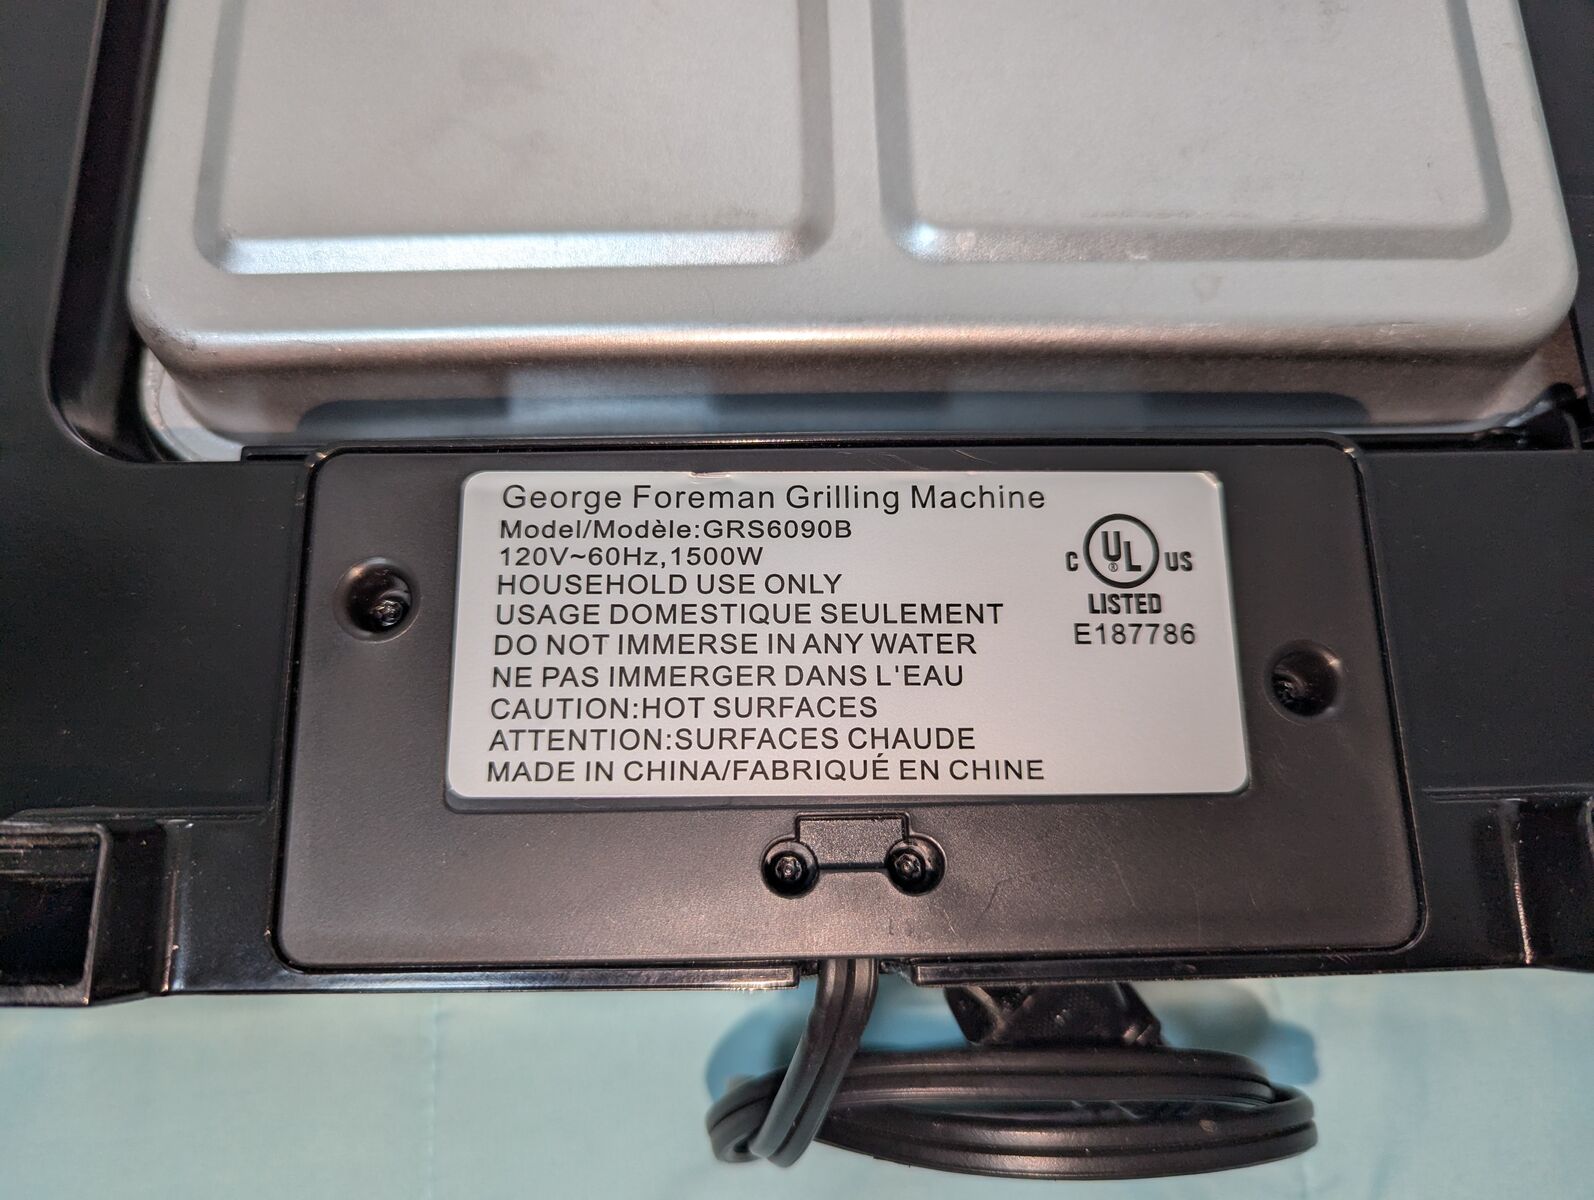 George Foreman Grilling Machine
Model/Modèle:GRS6090B
120V~60Hz,1500W
HOUSEHOLD USE ONLY
USAGE DOMESTIQUE SEULEMENT
DO NOT IMMERSE IN ANY WATER
NE PAS IMMERGER DANS L'EAU
CAUTION:HOT SURFACES
ATTENTION:SURFACES CHAUDE
MADE IN CHINA/FABRIQUÉ EN CHINE
C UL® US
LISTED
E187786